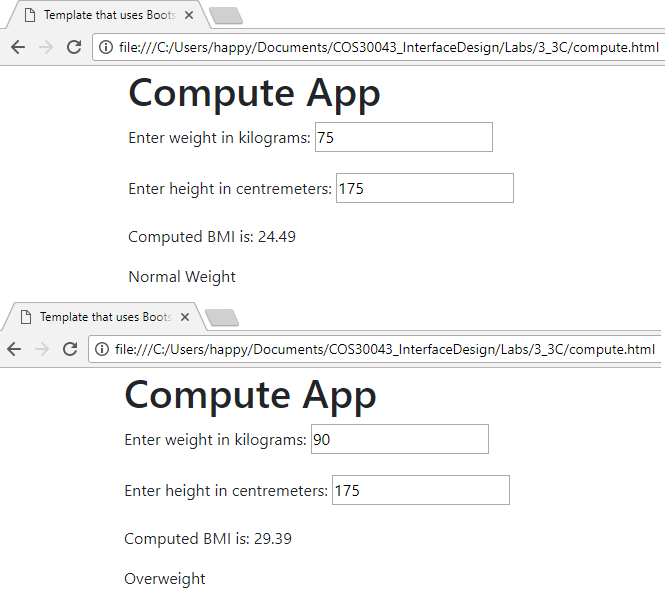 Template that uses Boots
file:///C:/Users/happy/Documents/COS30043_InterfaceDesign/Labs/3_3C/compute.html
Compute App
Enter weight in kilograms: 75
Enter height in centremeters: 175
Computed BMI is: 24.49
Normal Weight
Template that uses Boots
file:///C:/Users/happy/Documents/COS30043_InterfaceDesign/Labs/3_3C/compute.html
Compute App
Enter weight in kilograms: 90
Enter height in centremeters: 175
Computed BMI is: 29.39
Overweight